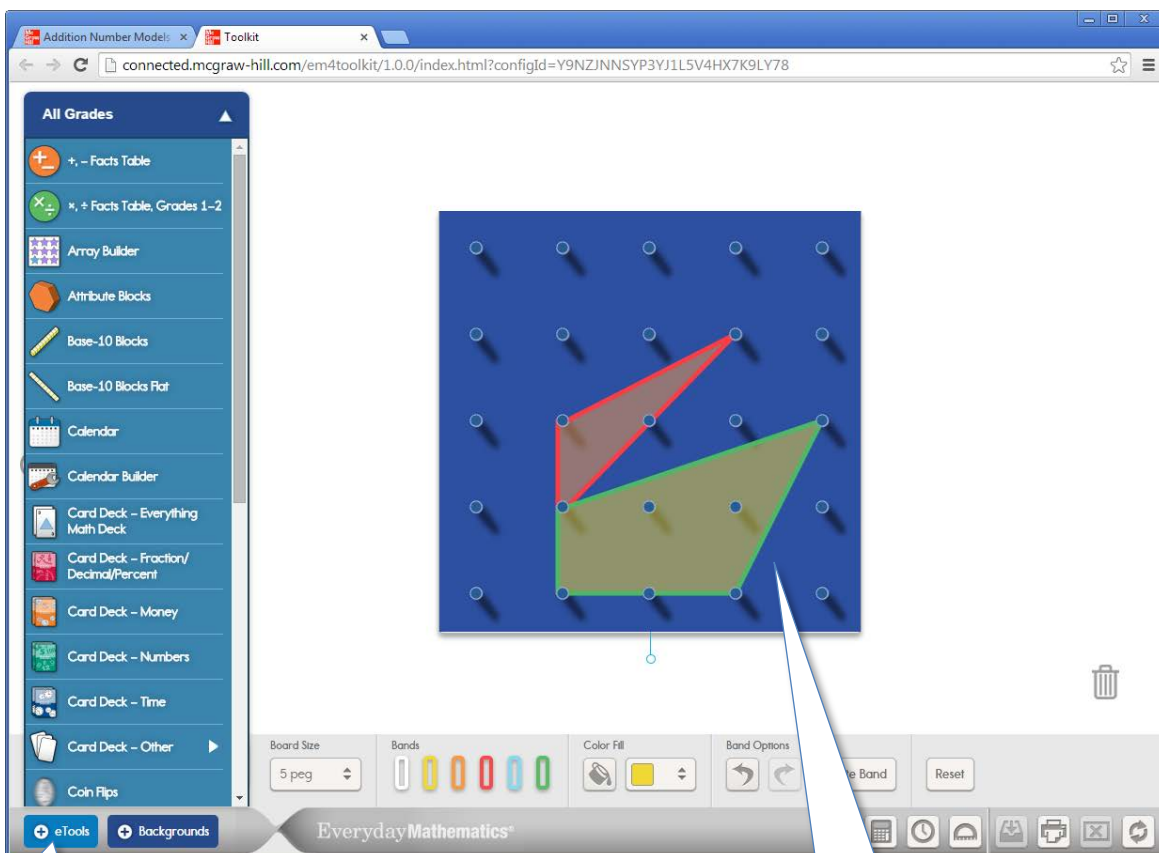 Addition Number Models
Toolkit
connected.mcgraw-hill.com/em4toolkit/1.0.0/index.html?configId=Y9NZJNNSYP3YJ1L5V4HX7K9LY78
All Grades
+, – Facts Table
×, ÷ Facts Table, Grades 1–2
Array Builder
Attribute Blocks
Base-10 Blocks
Base-10 Blocks Flat
Calendar
Calendar Builder
Card Deck – Everything
Math Deck
Card Deck – Fraction/
Decimal/Percent
Card Deck – Money
Card Deck – Numbers
Card Deck – Time
Card Deck – Other
Coin Flips
Board Size
Bands
Color Fill
Band Options
5 peg
Band
Reset
eTools
Backgrounds
Everyday Mathematics®